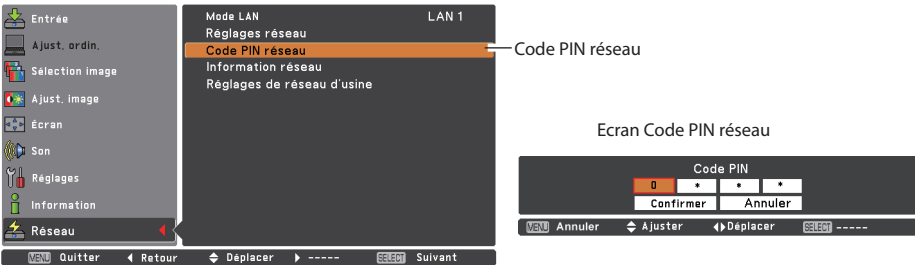 Entrée
Ajust. ordin.
Sélection image
Ajust. image
Écran
Son
Réglages
Information
Réseau
Mode LAN LAN 1
Réglages réseau
Code PIN réseau
Information réseau
Réglages de réseau d'usine
MENU Quitter Retour Déplacer ----- SELECT Suivant
Code PIN réseau
Ecran Code PIN réseau
Code PIN
0 * * *
Confirmer Annuler
MENU Annuler Ajuster Déplacer SELECT -----